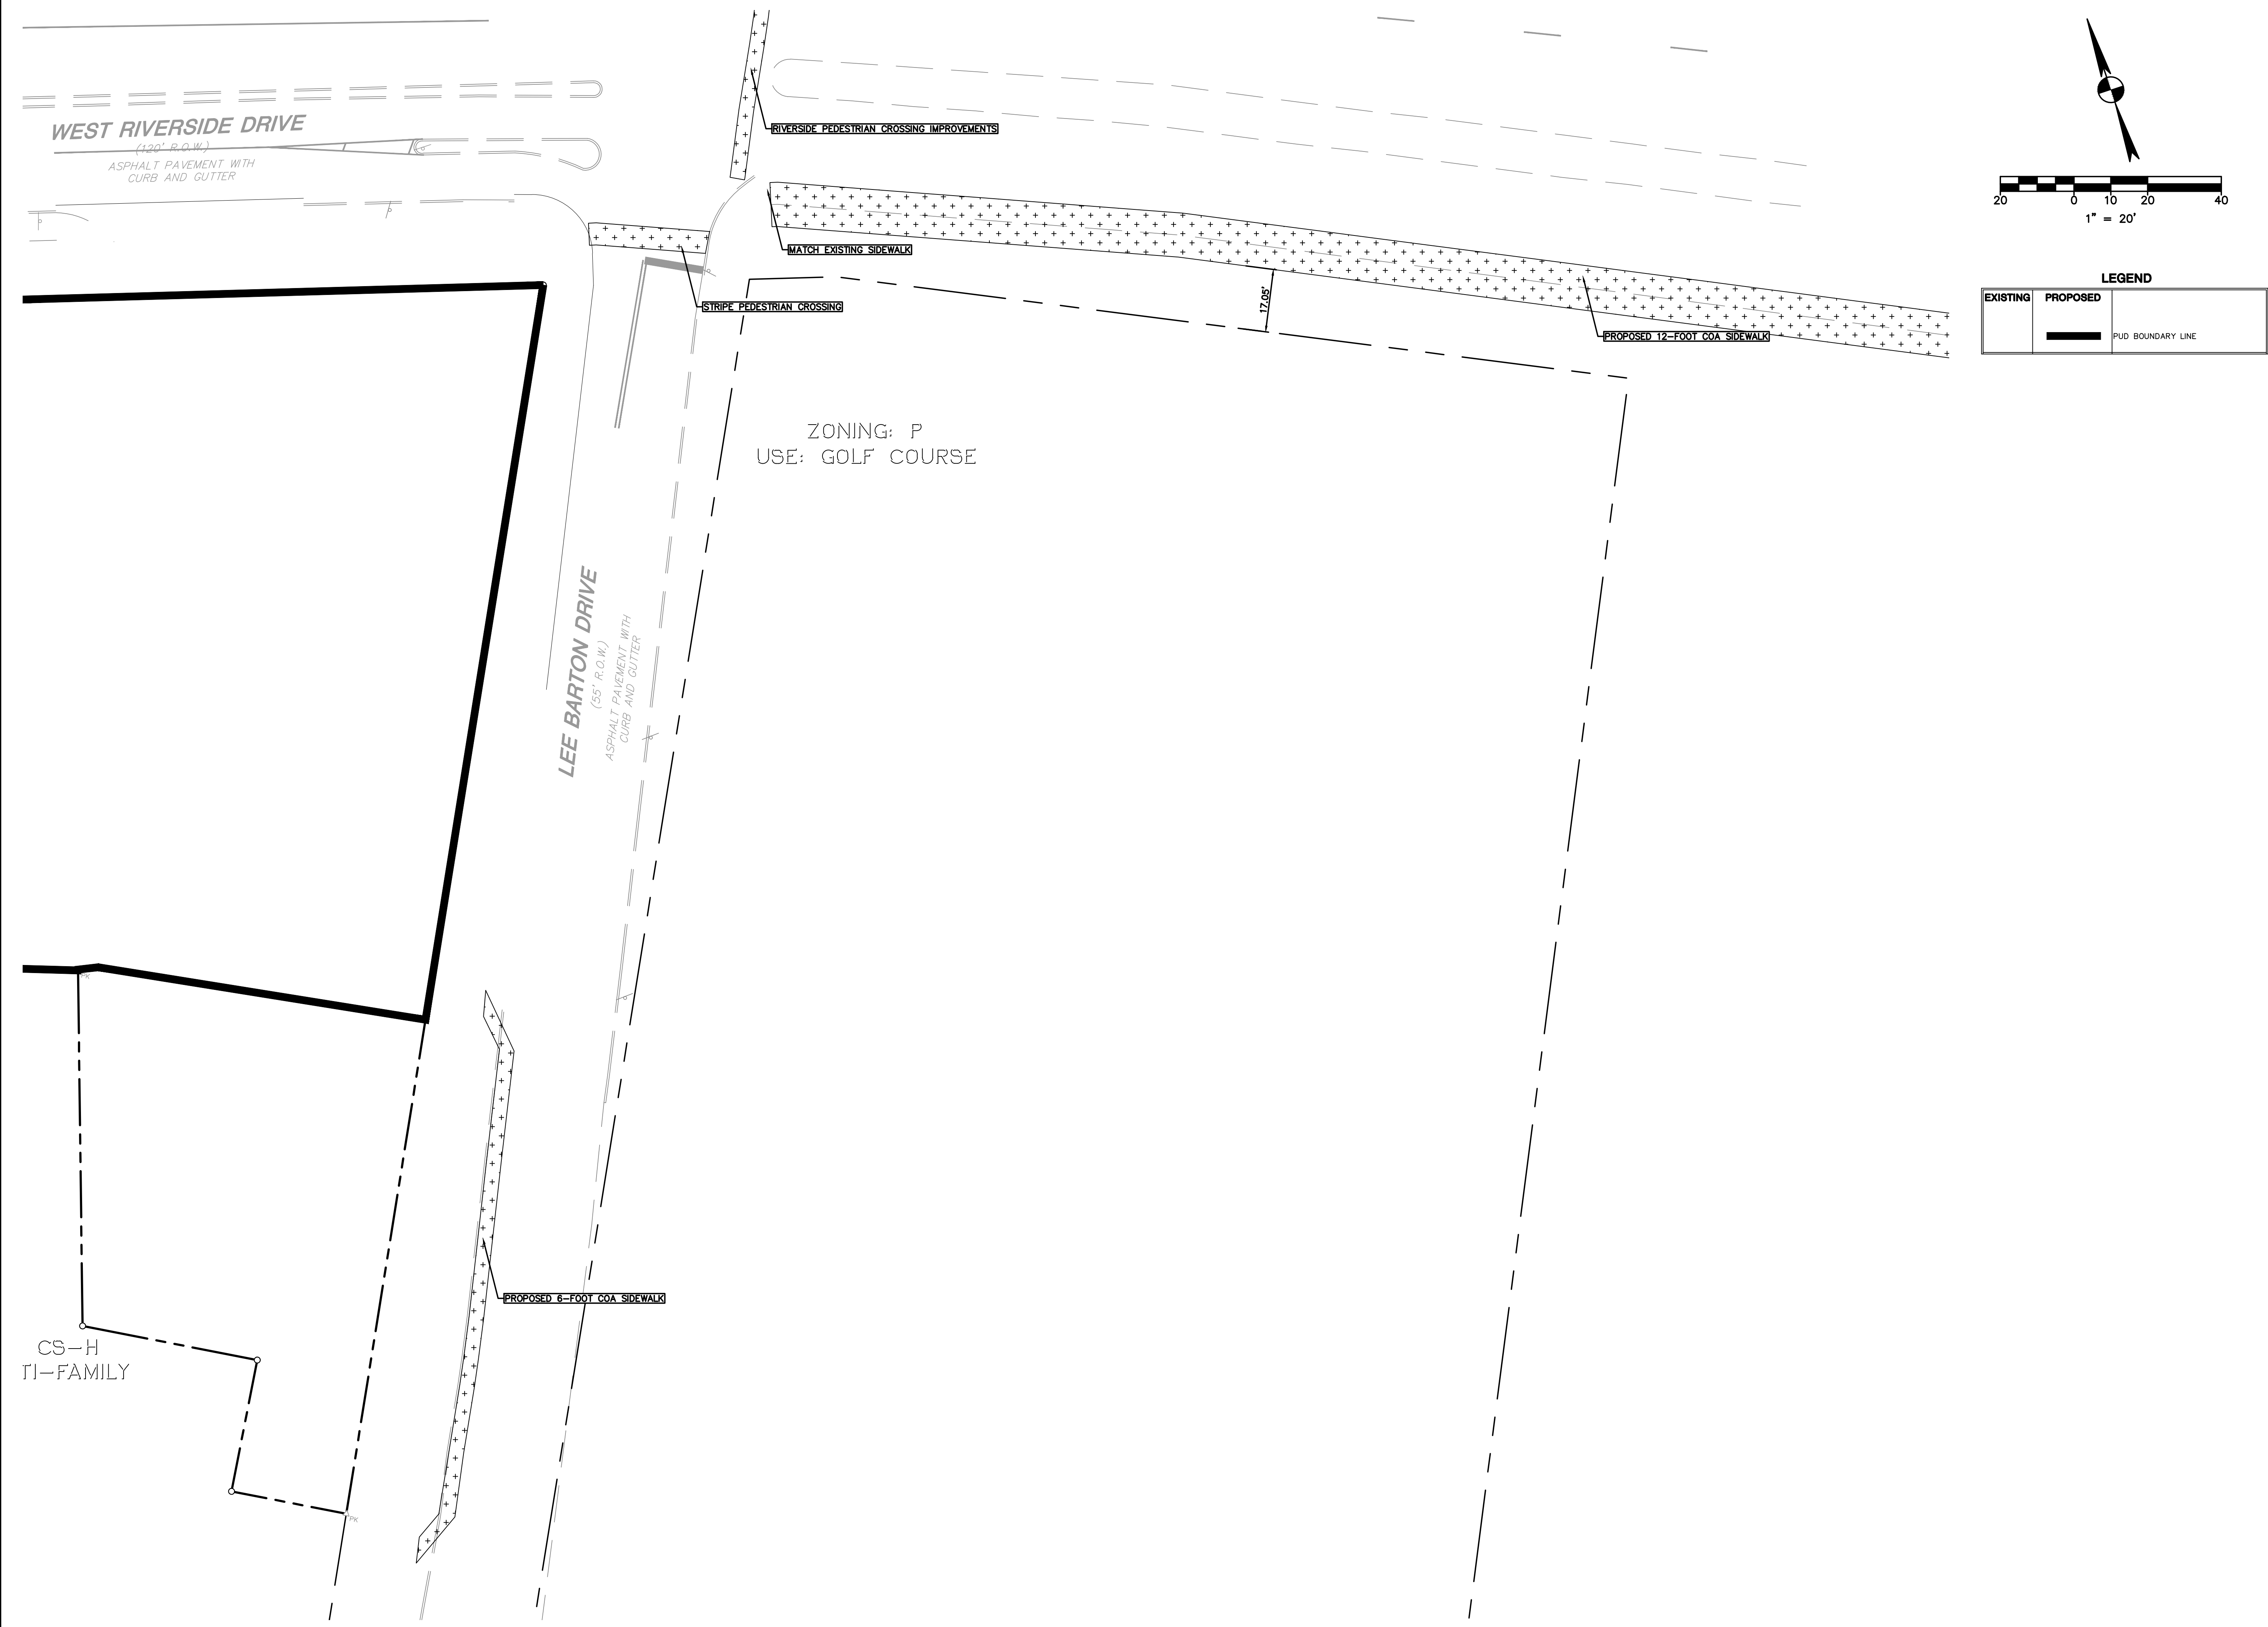 WEST RIVERSIDE DRIVE
(120' R.O.W.)
ASPHALT PAVEMENT WITH
CURB AND GUTTER
RIVERSIDE PEDESTRIAN CROSSING IMPROVEMENTS
MATCH EXISTING SIDEWALK
STRIPE PEDESTRIAN CROSSING
17.05'
PROPOSED 12-FOOT COA SIDEWALK
20 0 10 20 40
1" = 20'
LEGEND
EXISTING PROPOSED
PUD BOUNDARY LINE
ZONING: P
USE: GOLF COURSE
LEE BARTON DRIVE
(55' R.O.W.)
ASPHALT PAVEMENT WITH
CURB AND GUTTER
PK
PROPOSED 6-FOOT COA SIDEWALK
CS-H
TI-FAMILY
PK